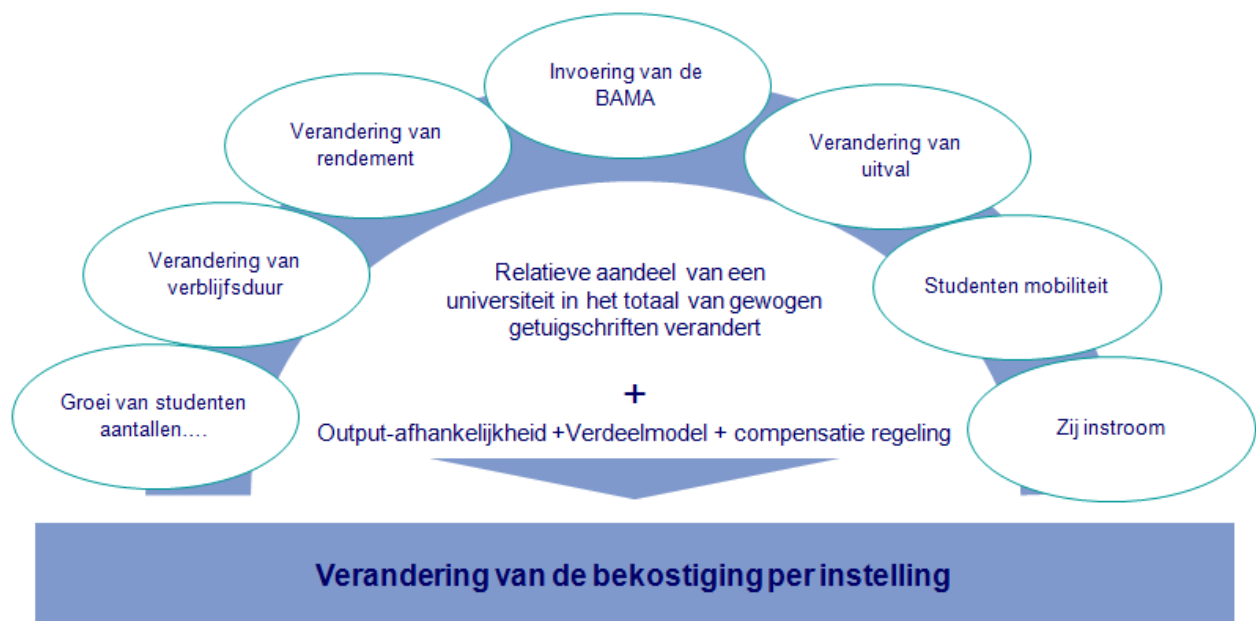 Invoering van de
BAMA
Verandering van
rendement
Verandering van
uitval
Verandering van
verblijfsduur
Studenten mobiliteit
Groei van studenten
aantallen....
Zij instroom
Relatieve aandeel van een
universiteit in het totaal van gewogen
getuigschriften verandert
+
Output-afhankelijkheid +Verdeelmodel + compensatie regeling
Verandering van de bekostiging per instelling